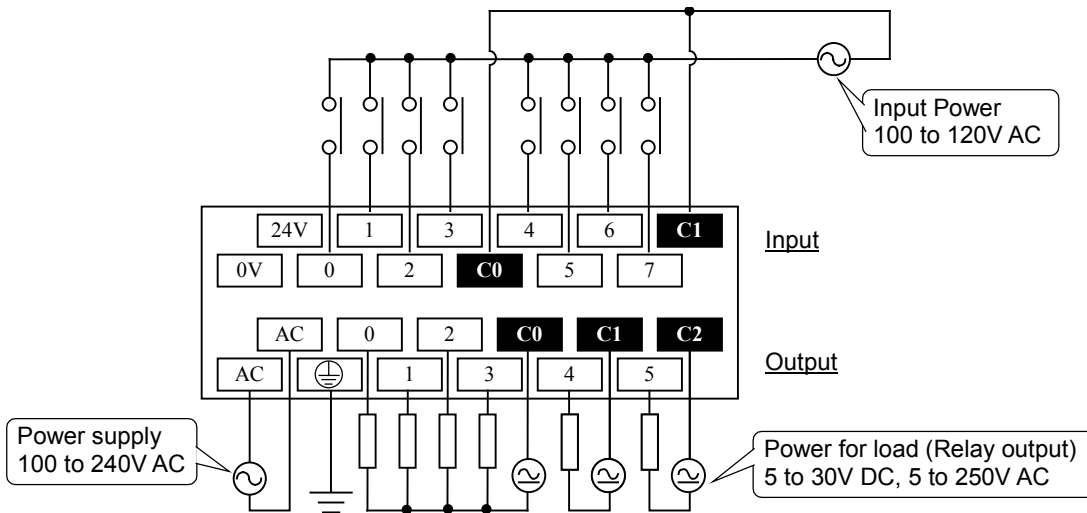 Input Power
100 to 120V AC
24V 1 3 4 6 C1
Input
0V 0 2 C0 5 7
AC 0 2 C0 C1 C2
Output
AC 1 3 4 5
Power supply
100 to 240V AC
Power for load (Relay output)
5 to 30V DC, 5 to 250V AC